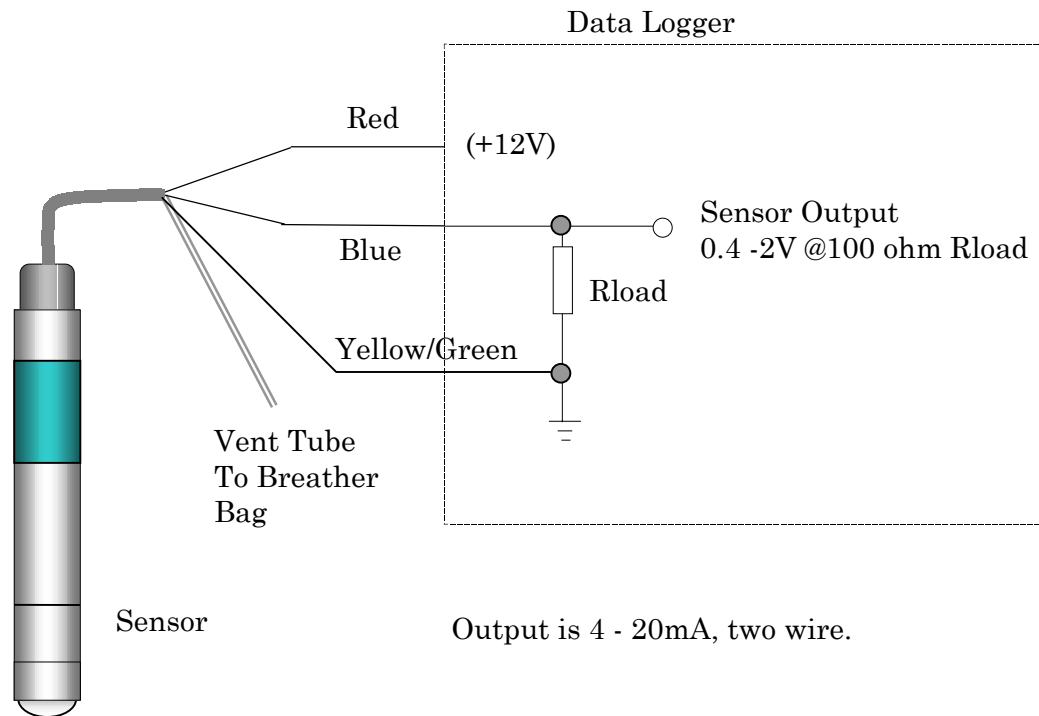 Data Logger
Red
(+12V)
Blue
Sensor Output
0.4 -2V @100 ohm Rload
Rload
Yellow/Green
Vent Tube
To Breather
Bag
Sensor
Output is 4 - 20mA, two wire.